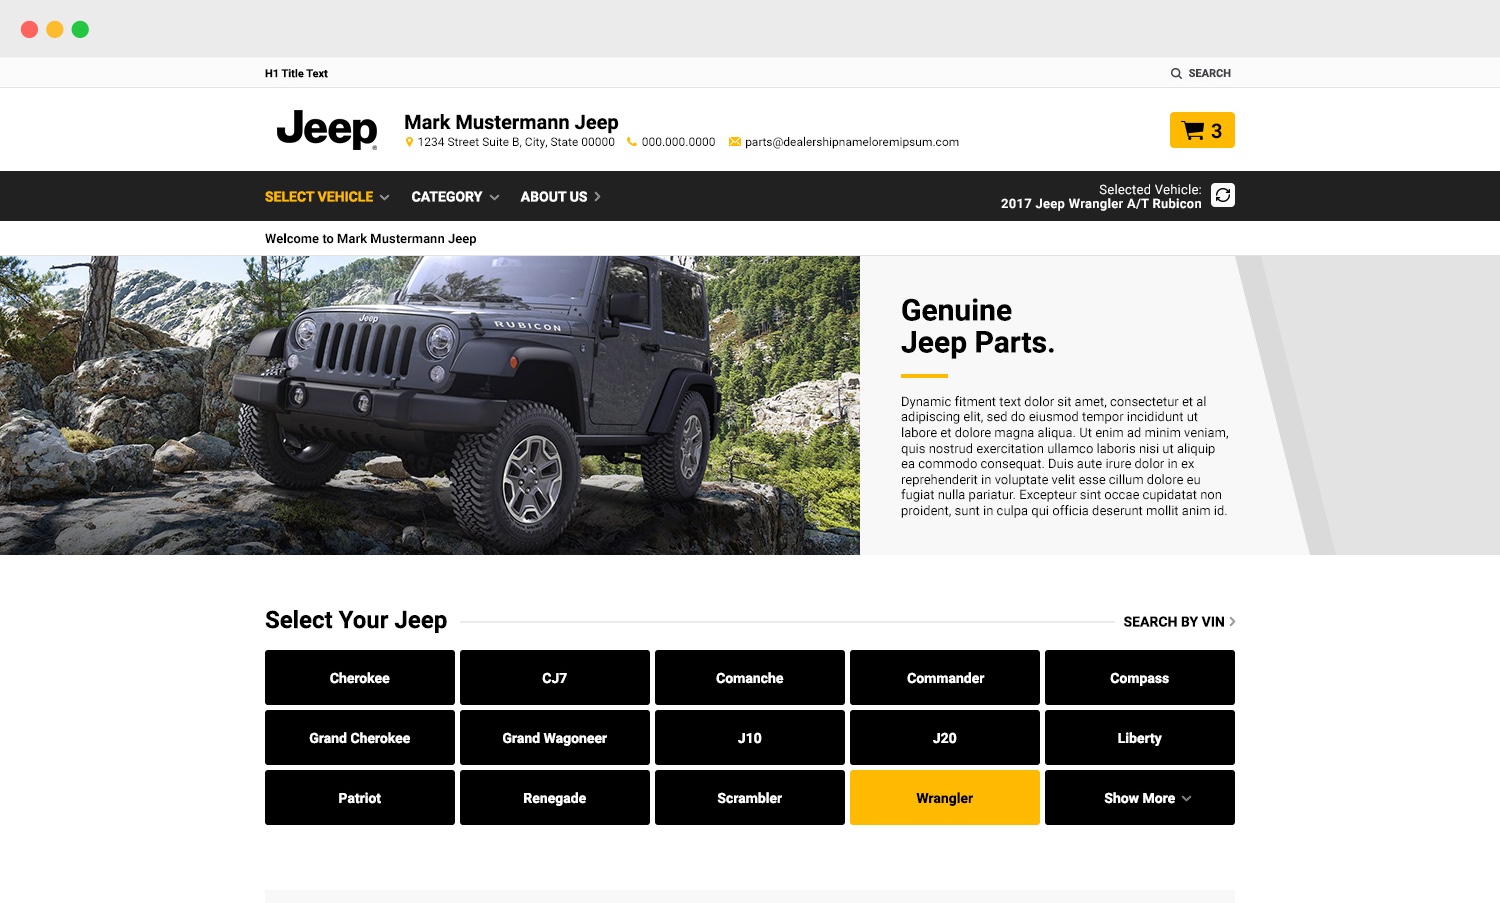 H1 Title Text
SEARCH
Jeep
Mark Mustermann Jeep
1234 Street Suite B, City, State 00000 000.000.0000 parts@dealershipnameloremipsum.com
3
SELECT VEHICLE CATEGORY ABOUT US
Selected Vehicle:
2017 Jeep Wrangler A/T Rubicon
Welcome to Mark Mustermann Jeep
Jeep
RUBICON
Genuine
Jeep Parts.
Dynamic fitment text dolor sit amet, consectetur et al
adipiscing elit, sed do eiusmod tempor incididunt ut
labore et dolore magna aliqua. Ut enim ad minim veniam,
quis nostrud exercitation ullamco laboris nisi ut aliquip
ea commodo consequat. Duis aute irure dolor in ex
reprehenderit in voluptate velit esse cillum dolore eu
fugiat nulla pariatur. Excepteur sint occae cupidatat non
proident, sunt in culpa qui officia deserunt mollit anim id.
Select Your Jeep
SEARCH BY VIN
Cherokee CJ7 Comanche Commander Compass
Grand Cherokee Grand Wagoneer J10 J20 Liberty
Patriot Renegade Scrambler Wrangler Show More